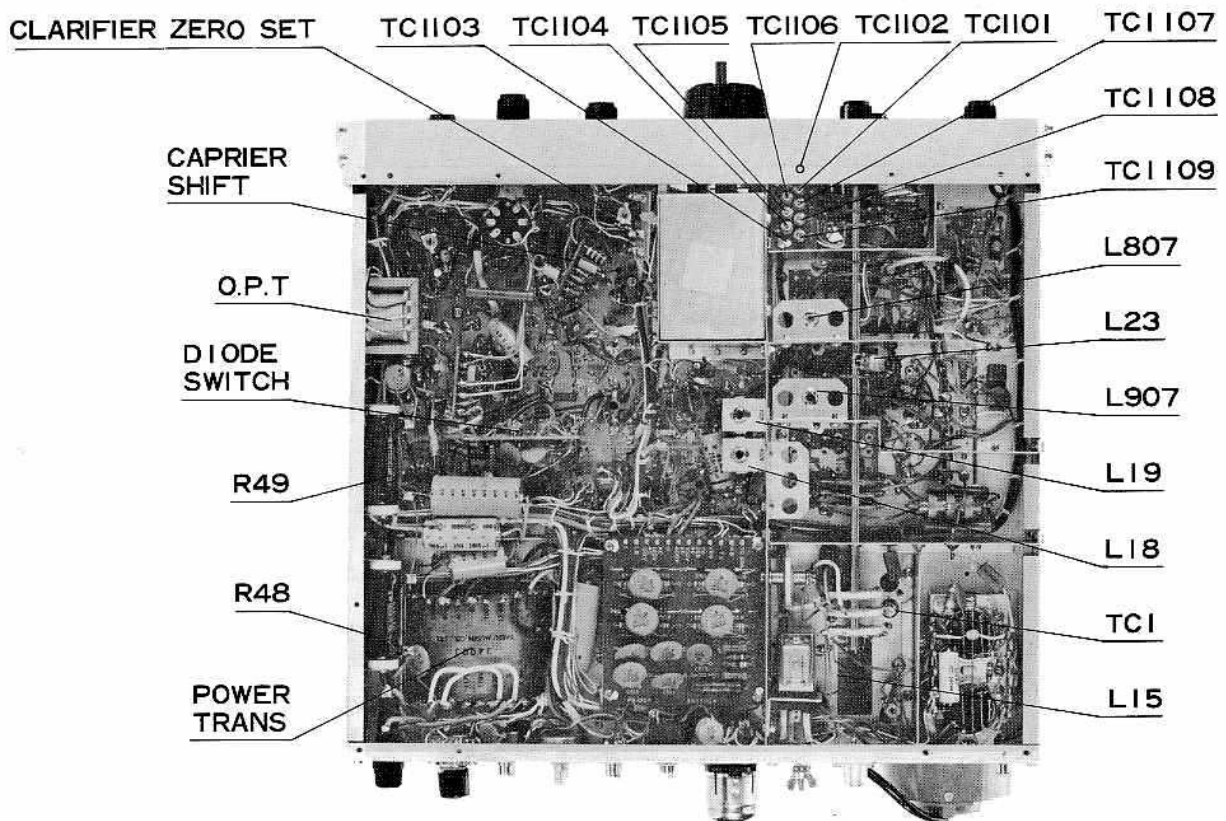 CLARIFIER ZERO SET
TC1103
TC1104
TC1105
TC1106
TC1102
TC1101
TC1107
TC1108
TC1109
CAPRIER
SHIFT
O.P.T
DIODE
SWITCH
R49
R48
POWER
TRANS
L807
L23
L907
L19
L18
TC1
L15